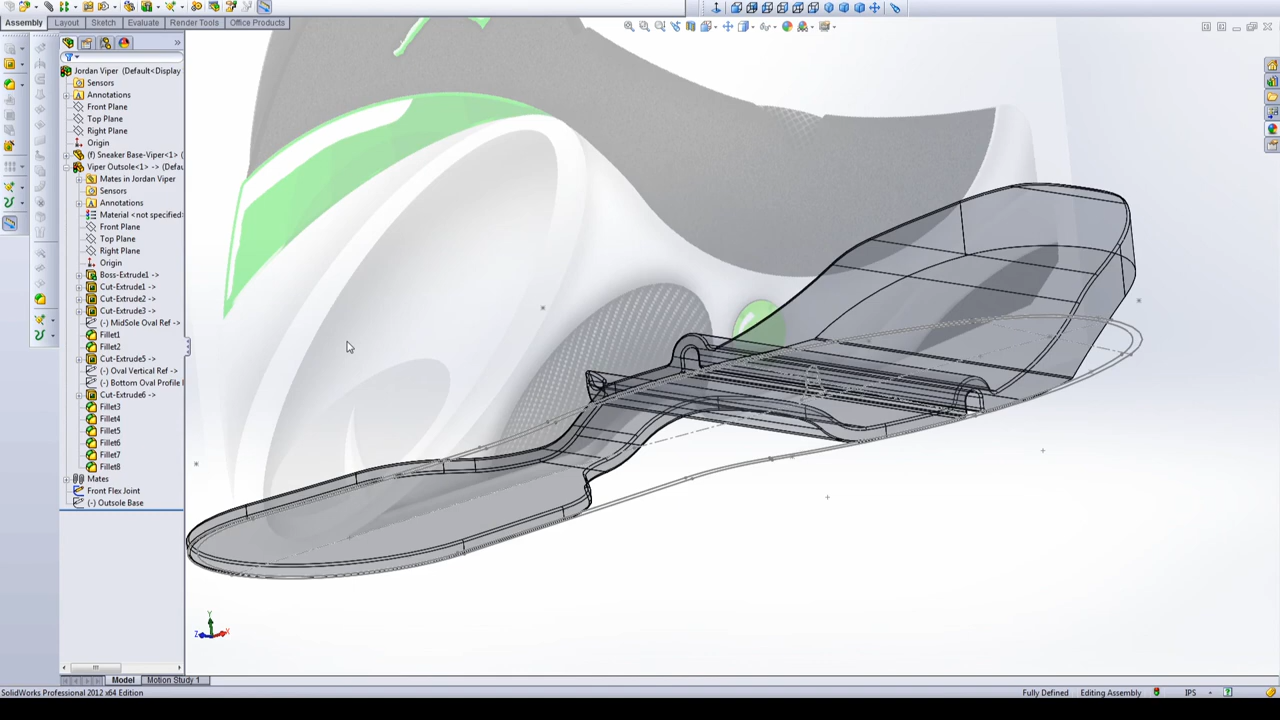 Assembly Layout Sketch Evaluate Render Tools Office Products
Jordan Viper (Default<Display
Sensors
Annotations
Front Plane
Top Plane
Right Plane
Origin
(f) Sneaker Base-Viper<1> (
Viper Outsole<1> -> (Defau
Mates in Jordan Viper
Sensors
Annotations
Material <not specified>
Front Plane
Top Plane
Right Plane
Origin
Boss-Extrude1 ->
Cut-Extrude1 ->
Cut-Extrude2 ->
Cut-Extrude3 ->
(-) MidSole Oval Ref ->
Fillet1
Fillet2
Cut-Extrude5 ->
(-) Oval Vertical Ref ->
(-) Bottom Oval Profile
Cut-Extrude6 ->
Fillet3
Fillet4
Fillet5
Fillet6
Fillet7
Fillet8
Mates
Front Flex Joint
(-) Outsole Base
Y
Z X
Model Motion Study 1
SolidWorks Professional 2012 x64 Edition Fully Defined Editing Assembly IPS